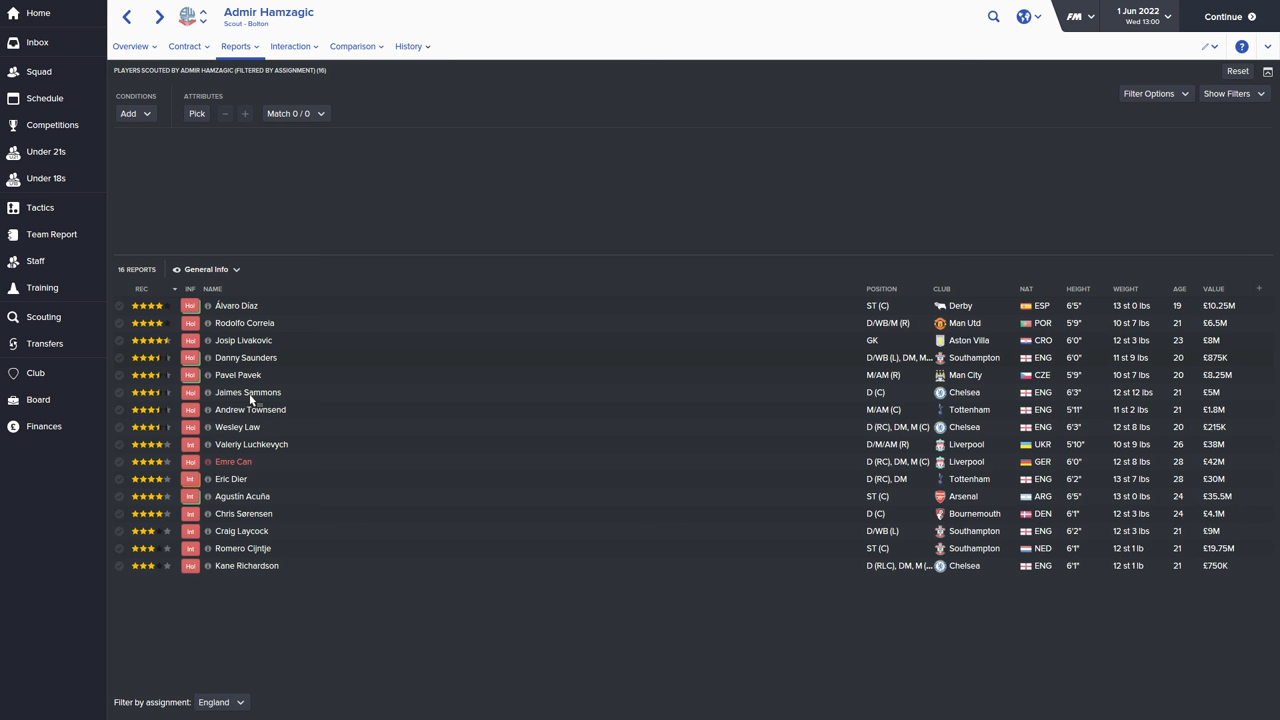 Home
Inbox
Squad
Schedule
Competitions
Under 21s
Under 18s
Tactics
Team Report
Staff
Training
Scouting
Transfers
Club
Board
Finances
Admir Hamzagic
Scout - Bolton
FM
1 Jun 2022
Wed 13:00
Continue
Overview Contract Reports Interaction Comparison History
PLAYERS SCOUTED BY ADMIR HAMZAGIC (FILTERED BY ASSIGNMENT) (16)
Reset
CONDITIONS ATTRIBUTES
Filter Options Show Filters
Add Pick - + Match 0 / 0
16 REPORTS General Info
REC INF NAME POSITION CLUB NAT HEIGHT WEIGHT AGE VALUE +
Hol Álvaro Díaz ST (C) Derby ESP 6'5" 13 st 0 lbs 19 £10.25M
Hol Rodolfo Correia D/WB/M (R) Man Utd POR 5'9" 10 st 7 lbs 21 £6.5M
Hol Josip Livakovic GK Aston Villa CRO 6'0" 12 st 3 lbs 23 £8M
Hol Danny Saunders D/WB (L), DM, M... Southampton ENG 6'0" 11 st 9 lbs 20 £875K
Hol Pavel Pavek M/AM (R) Man City CZE 5'9" 10 st 7 lbs 20 £8.25M
Hol Jaimes Sammons D (C) Chelsea ENG 6'3" 12 st 12 lbs 21 £5M
Hol Andrew Townsend M/AM (C) Tottenham ENG 5'11" 11 st 2 lbs 21 £1.8M
Hol Wesley Law D (RC), DM, M (C) Chelsea ENG 6'3" 12 st 8 lbs 20 £215K
Int Valeriy Luchkevych D/M/AM (R) Liverpool UKR 5'10" 10 st 9 lbs 26 £38M
Hol Emre Can D (RC), DM, M (C) Liverpool GER 6'0" 12 st 8 lbs 28 £42M
Int Eric Dier D (RC), DM Tottenham ENG 6'2" 13 st 7 lbs 28 £30M
Int Agustín Acuña ST (C) Arsenal ARG 6'5" 13 st 0 lbs 24 £35.5M
Hol Chris Sørensen D (C) Bournemouth DEN 6'1" 12 st 3 lbs 24 £4.1M
Int Craig Laycock D/WB (L) Southampton ENG 6'2" 12 st 3 lbs 21 £9M
Int Romero Cijntje ST (C) Southampton NED 6'1" 12 st 1 lb 21 £19.75M
Hol Kane Richardson D (RLC), DM, M (... Chelsea ENG 6'1" 12 st 1 lb 21 £750K
Filter by assignment: England